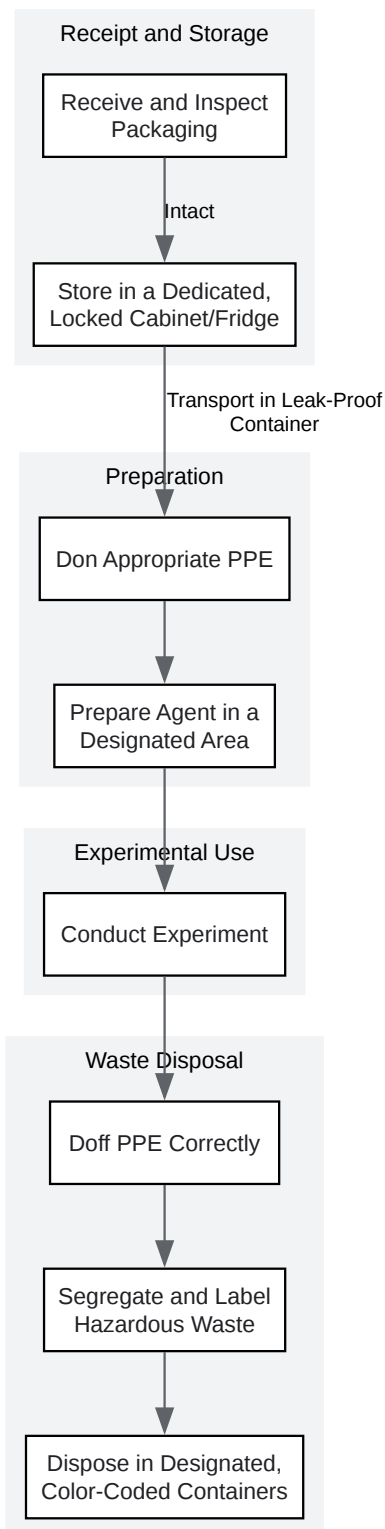 Receipt and Storage
Receive and Inspect
Packaging
Intact
Store in a Dedicated,
Locked Cabinet/Fridge
Transport in Leak-Proof
Container
Preparation
Don Appropriate PPE
Prepare Agent in a
Designated Area
Experimental Use
Conduct Experiment
Waste Disposal
Doff PPE Correctly
Segregate and Label
Hazardous Waste
Dispose in Designated,
Color-Coded Containers